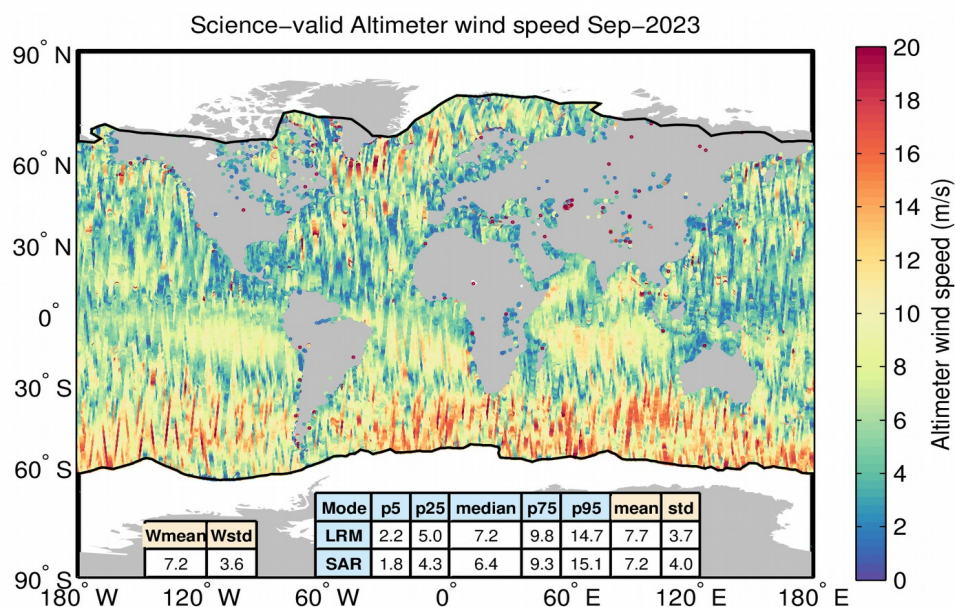 Science−valid Altimeter wind speed Sep−2023
90° N
60° N
30° N
0°
30° S
60° S
90° S
180° W 120° W 60° W 0° 60° E 120° E 180° E
Wmean Wstd
7.2 3.6
Mode p5 p25 median p75 p95 mean std
LRM 2.2 5.0 7.2 9.8 14.7 7.7 3.7
SAR 1.8 4.3 6.4 9.3 15.1 7.2 4.0
20
18
16
14
12
10
8
6
4
2
0
Altimeter wind speed (m/s)